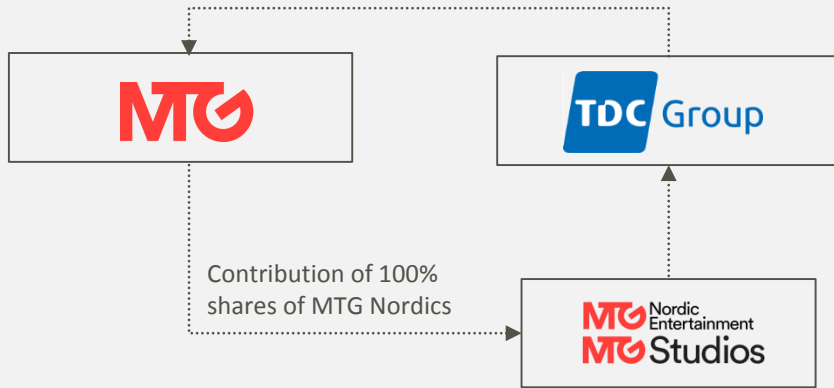 MTG
TDC Group
Contribution of 100%
shares of MTG Nordics
MTG Nordic
Entertainment
MTG Studios